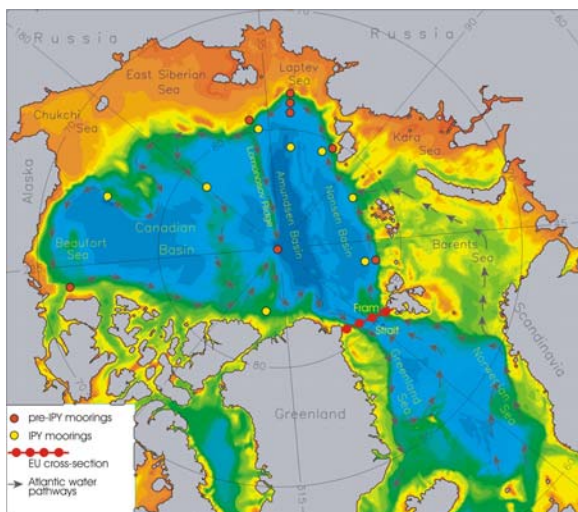 Russia
Russia
East Siberian
Sea
Laptev
Sea
Chukchi
Sea
Kara
Sea
Alaska
Lomonosov Ridge
Amundsen Basin
Nansen Basin
Canadian
Basin
Beaufort
Sea
Barents
Sea
Fram
Strait
Scandinavia
Greenland
Sea
Norwegian Sea
Greenland
80
70
315
pre-IPY moorings
IPY moorings
EU cross-section
Atlantic water
pathways